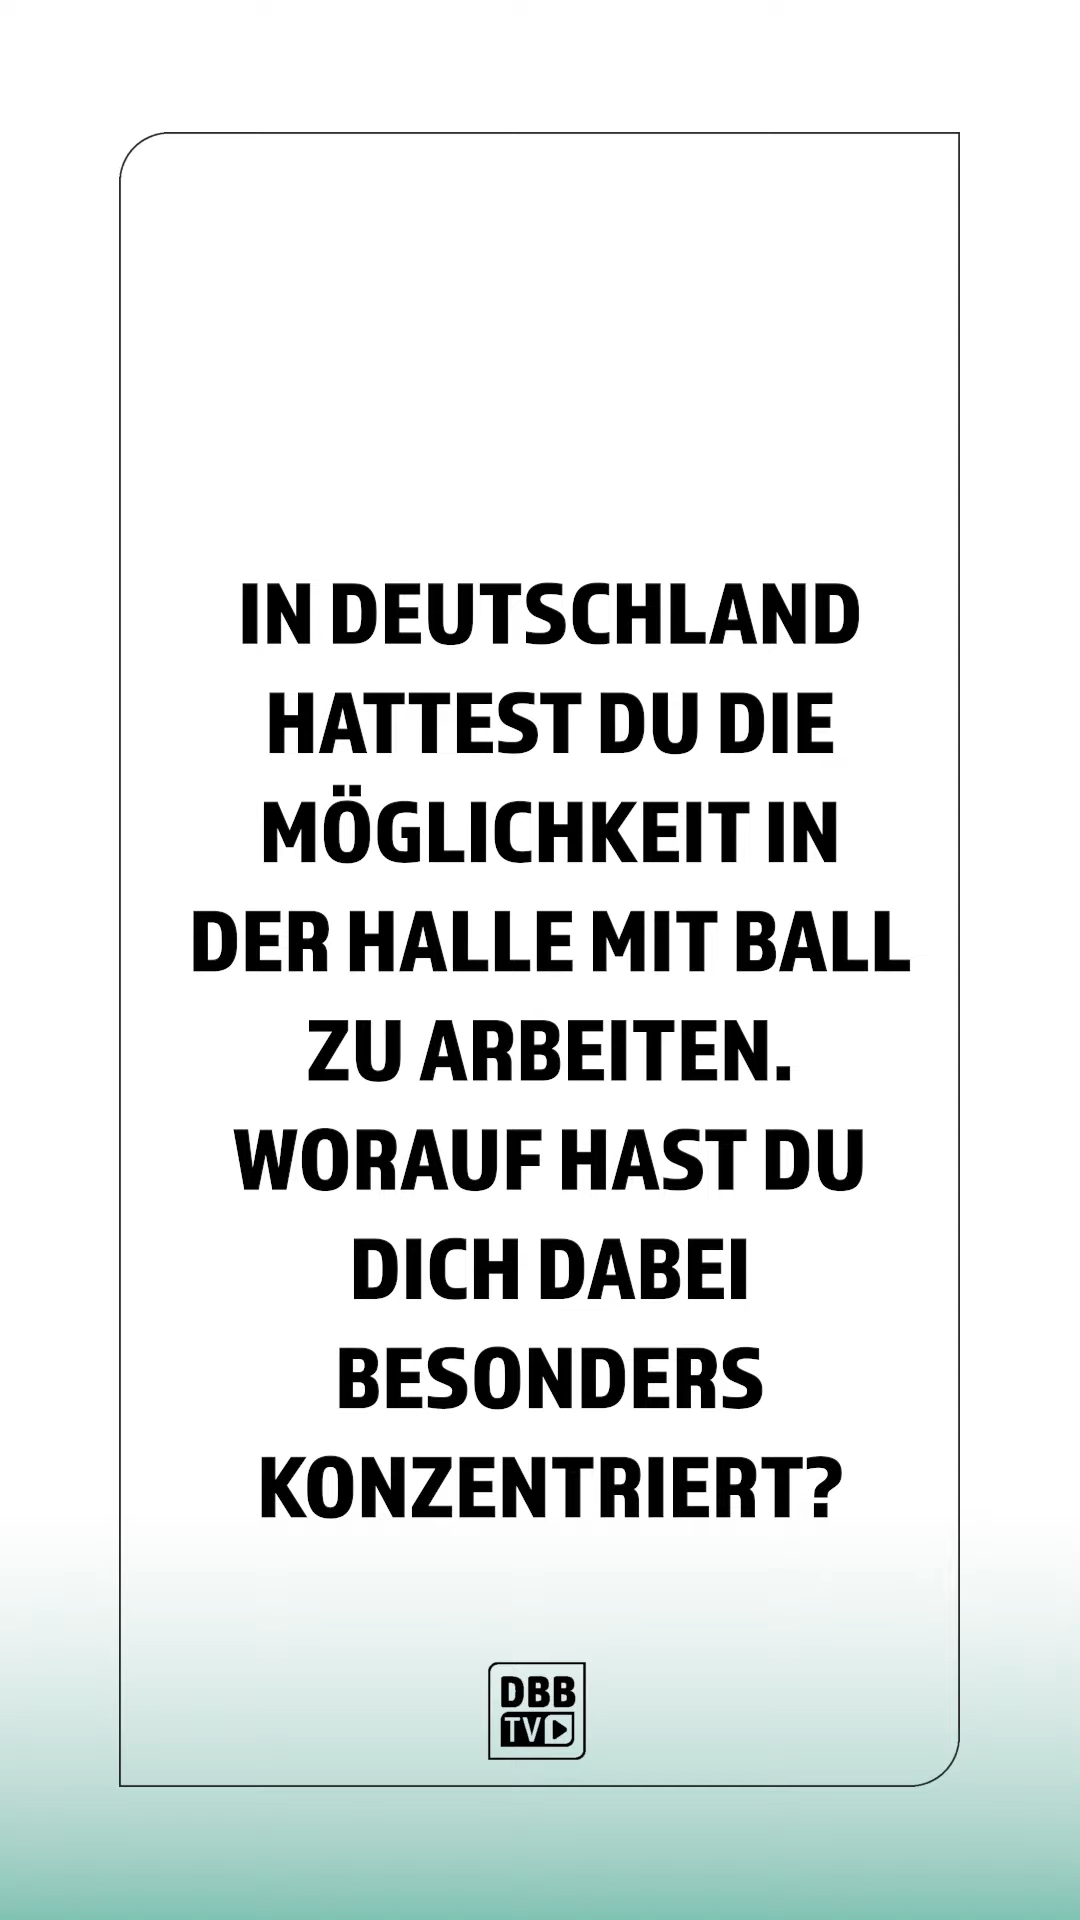 IN DEUTSCHLAND
HATTEST DU DIE
MÖGLICHKEIT IN
DER HALLE MIT BALL
ZU ARBEITEN.
WORAUF HAST DU
DICH DABEI
BESONDERS
KONZENTRIERT?
DBB
TV